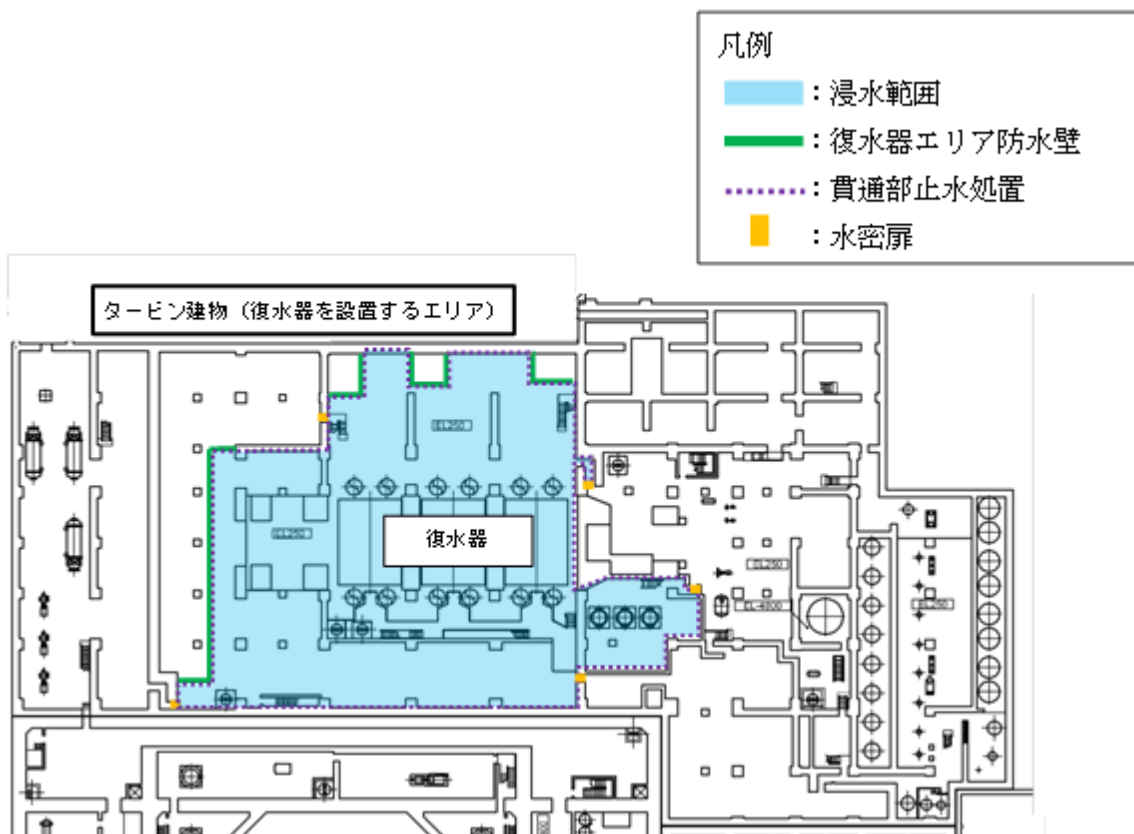 凡例
：浸水範囲
：復水器エリア防水壁
：貫通部止水処置
：水密扉
タービン建物（復水器を設置するエリア）
EL250
EL250
復水器
EL250
EL-4800
EL250